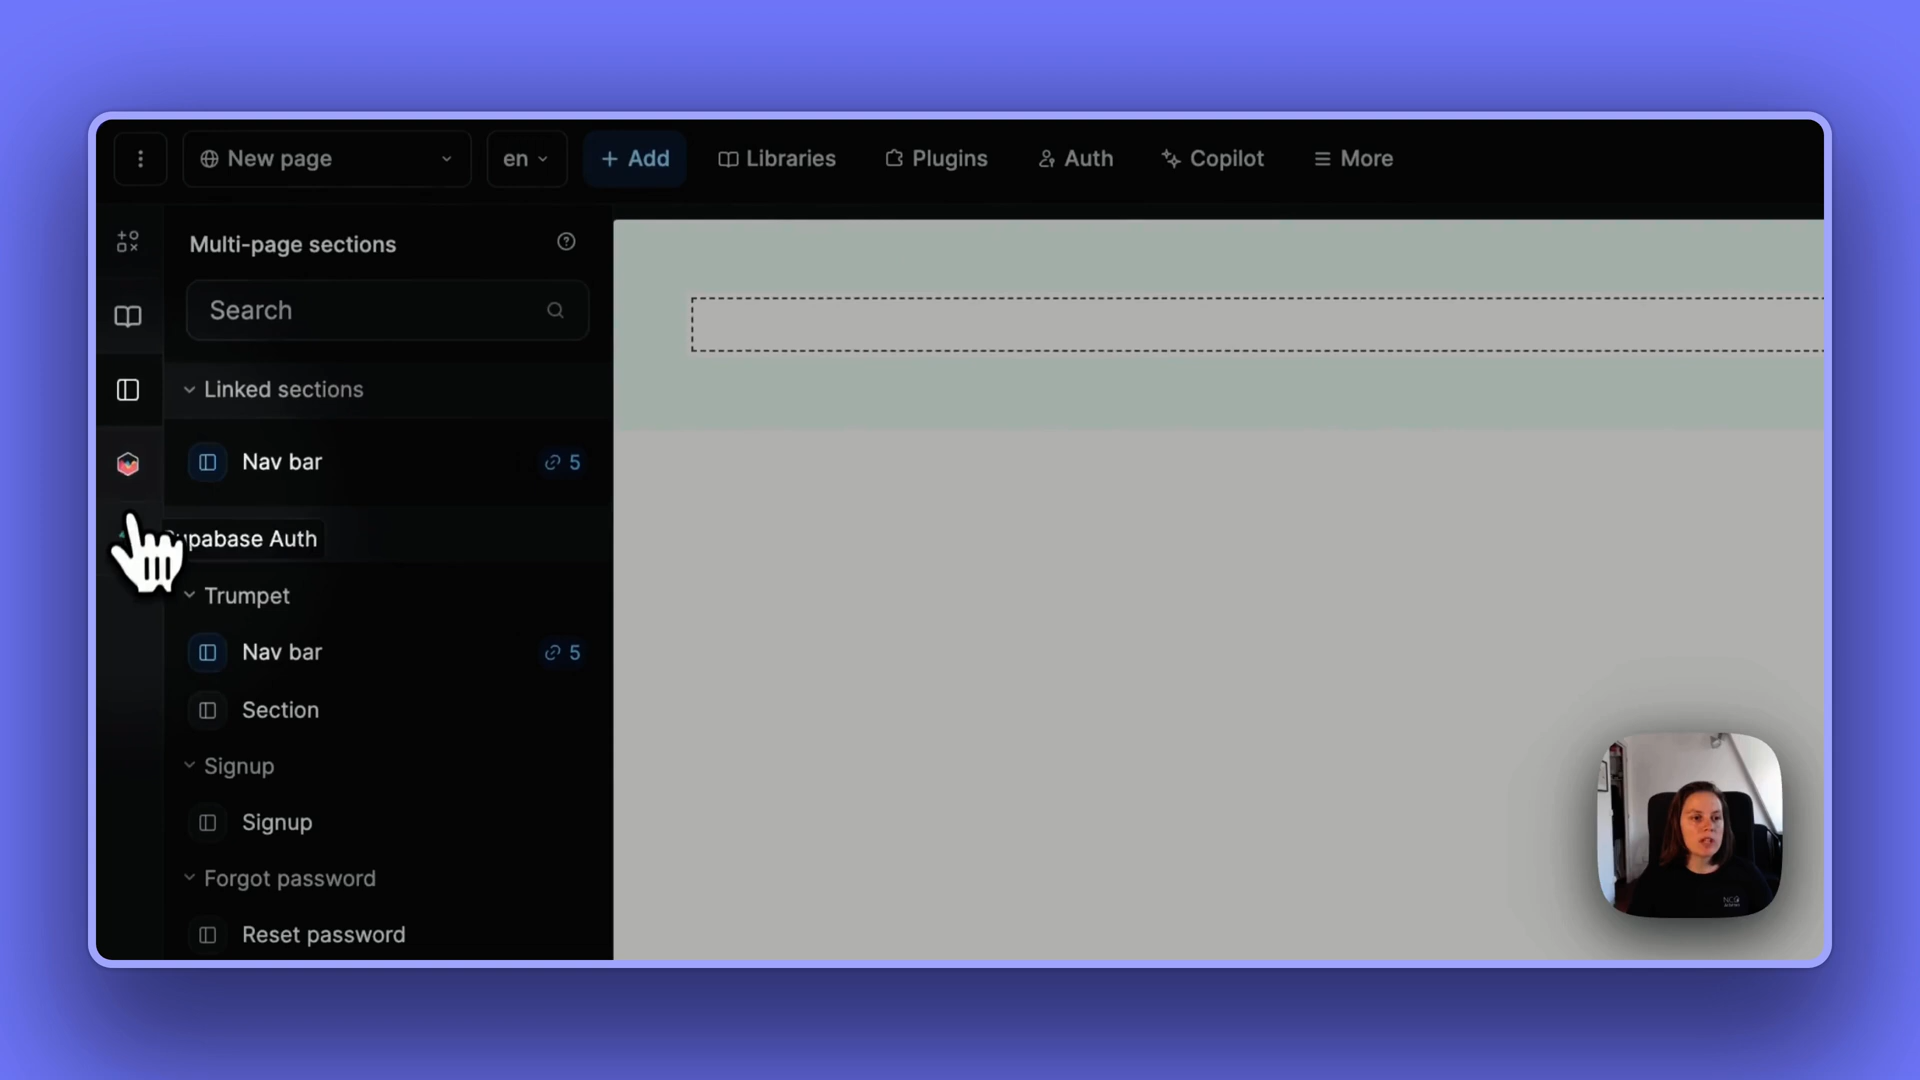 New page
en
+ Add
Libraries
Plugins
Auth
Copilot
More
Multi-page sections
Search
Linked sections
Nav bar
5
Auth
Trumpet
Nav bar
5
Section
Signup
Signup
Forgot password
Reset password